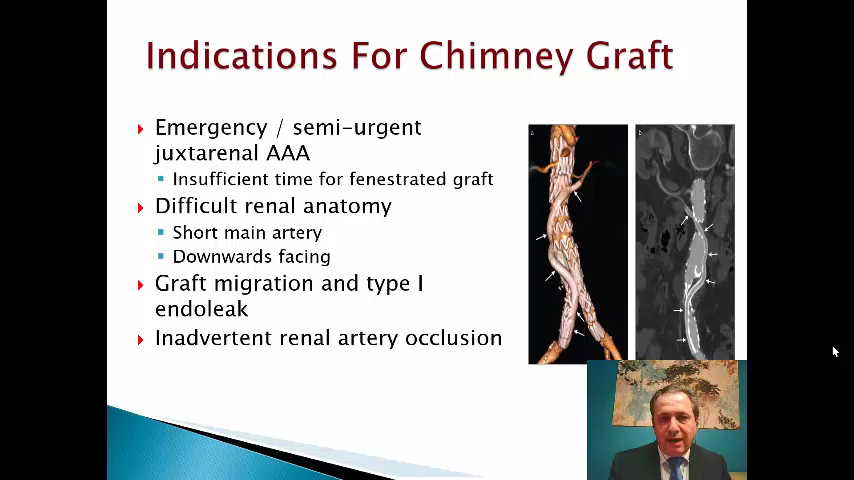 Indications For Chimney Graft
Emergency / semi-urgent
juxtarenal AAA
Insufficient time for fenestrated graft
Difficult renal anatomy
Short main artery
Downwards facing
Graft migration and type I
endoleak
Inadvertent renal artery occlusion
a
b